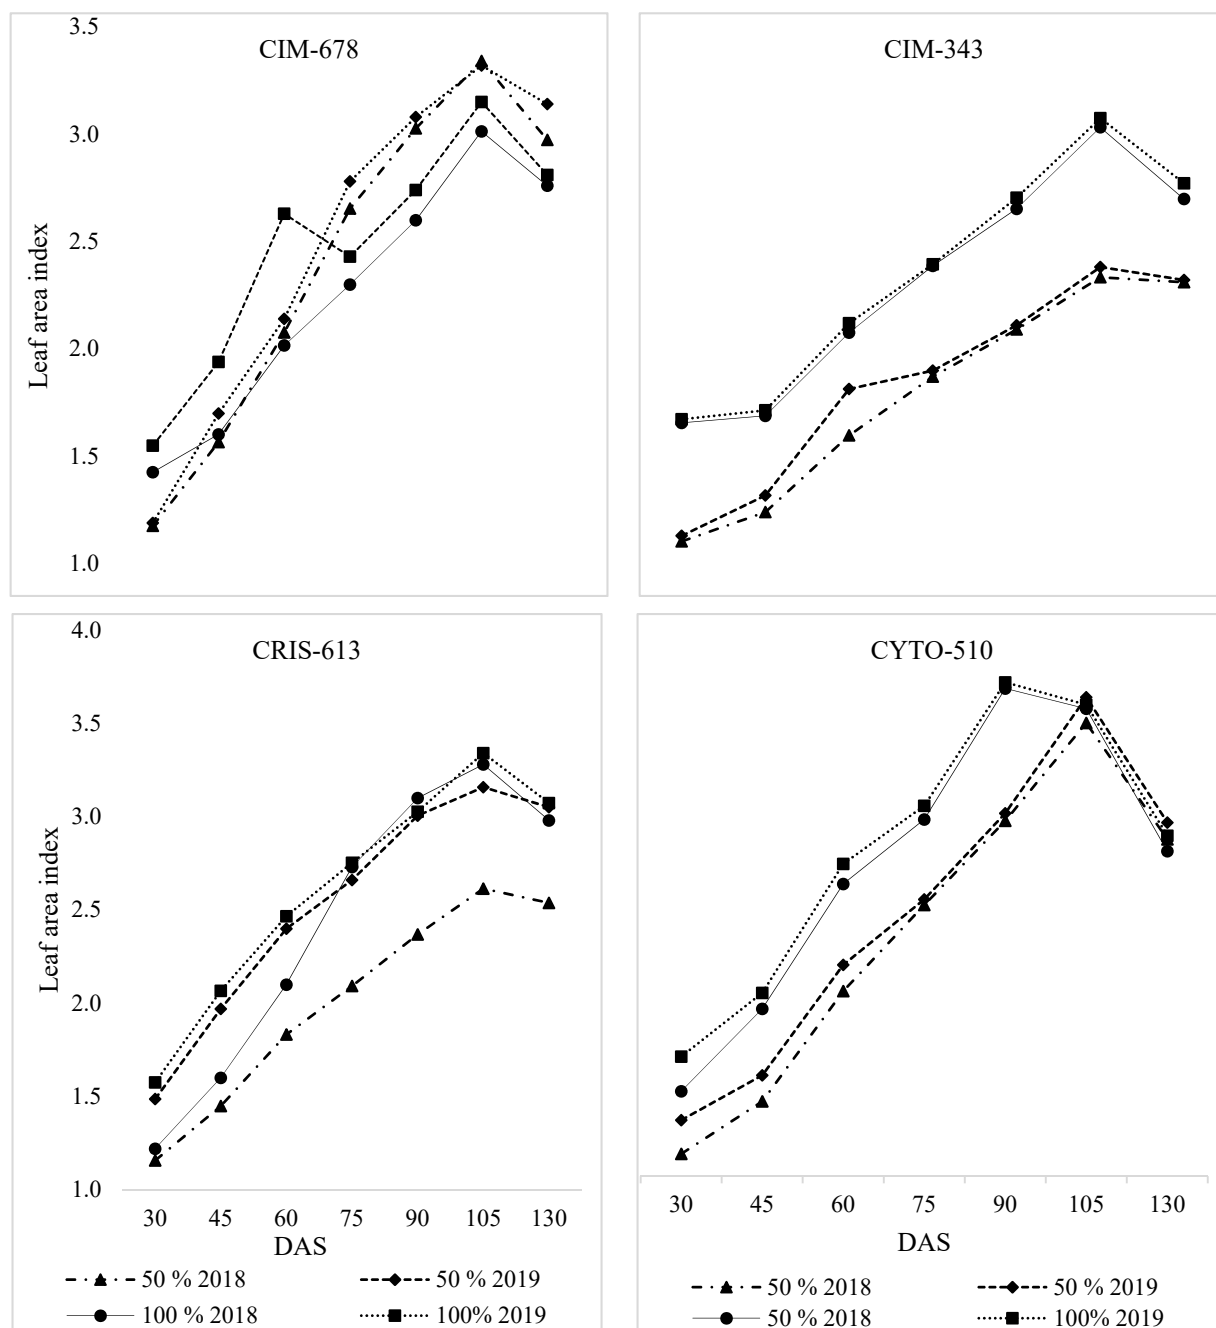 CIM-678
3.5
3.0
2.5
2.0
1.5
1.0
Leaf area index
CIM-343
CRIS-613
4.0
3.5
3.0
2.5
2.0
1.5
1.0
Leaf area index
30 45 60 75 90 105 130
DAS
50 % 2018 50 % 2019
100 % 2018 100% 2019
CYTO-510
30 45 60 75 90 105 130
DAS
50 % 2018 50 % 2019
50 % 2018 100% 2019